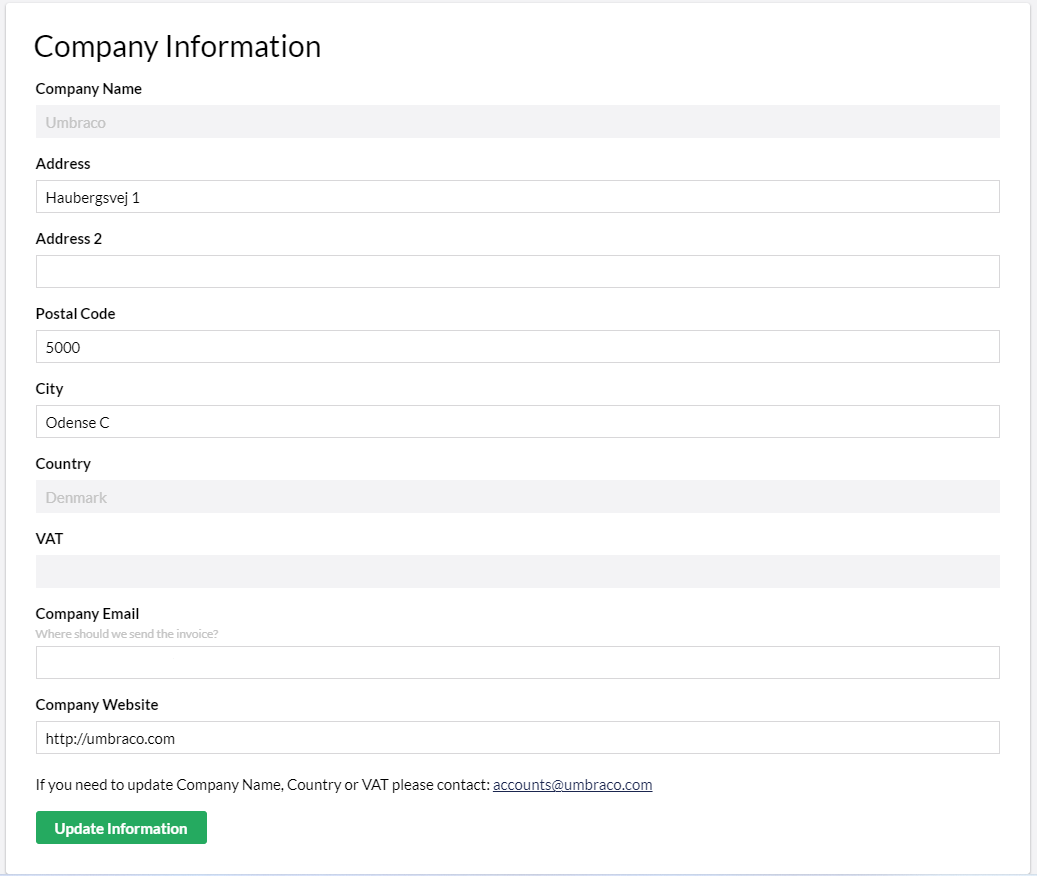 Company Information
Company Name
Umbraco
Address
Haubergsvej 1
Address 2
Postal Code
5000
City
Odense C
Country
Denmark
VAT
Company Email
Where should we send the invoice?
Company Website
http://umbraco.com
If you need to update Company Name, Country or VAT please contact: accounts@umbraco.com
Update Information